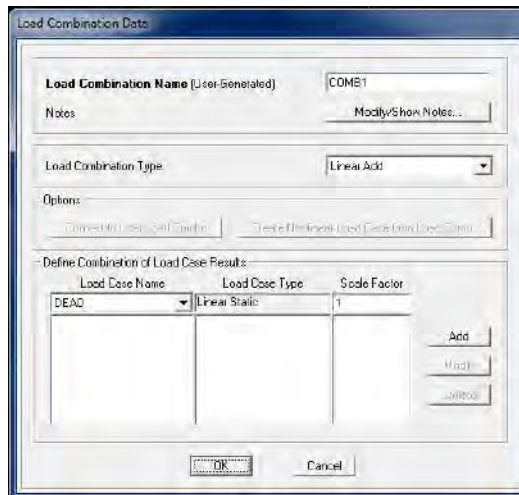 Load Combination Data
Load Combination Name (User-Generated) COMB1
Notes Modify/Show Notes...
Load Combination Type Linear Add
Options
Define Combination of Load Case Results
Load Case Name Load Case Type Scale Factor
DEAD Linear Static 1
Add
OK Cancel